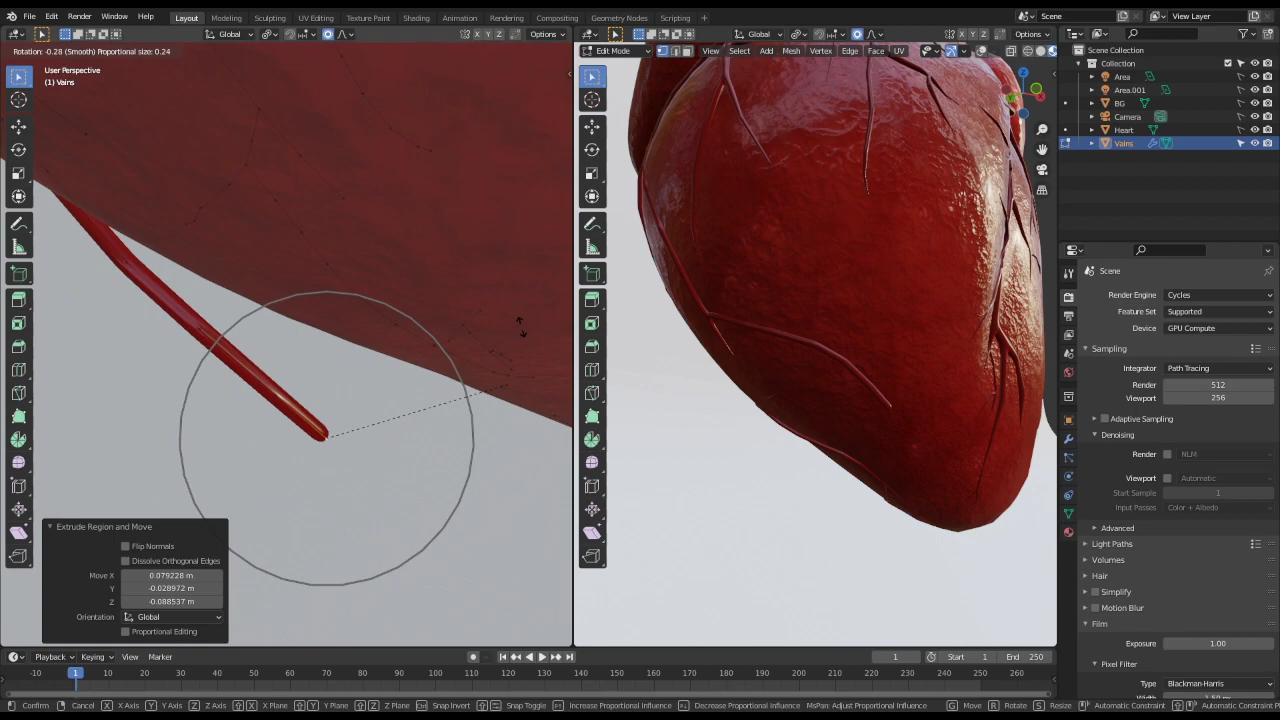 File Edit Render Window Help Layout Modeling Sculpting UV Editing Texture Paint Shading Animation Rendering Compositing Geometry Nodes Scripting + Scene View Layer
Global Options Global X Y Z Options
Rotation: -0.28 (Smooth) Proportional size: 0.24
User Perspective
(1) Vains
Edit Mode View Select Add Mesh Vertex Edge Face UV
Scene Collection
Collection
Area
Area.001
BG
Camera
Heart
Vains
Scene
Render Engine Cycles
Feature Set Supported
Device GPU Compute
Sampling
Integrator Path Tracing
Render 512
Viewport 256
Adaptive Sampling
Denoising
Render NLM
Viewport Automatic
Start Sample 1
Input Passes Color + Albedo
Advanced
Light Paths
Volumes
Hair
Simplify
Motion Blur
Film
Exposure 1.00
Pixel Filter
Type Blackman-Harris
Width 1.50 px
Extrude Region and Move
Flip Normals
Dissolve Orthogonal Edges
Move X 0.079228 m
Y -0.028972 m
Z -0.088537 m
Orientation Global
Proportional Editing
Playback Keying View Marker 1 Start 1 End 250
-10 1 10 20 30 40 50 60 70 80 90 100 110 120 130 140 150 160 170 180 190 200 210 220 230 240 250 260
Confirm Cancel X X Axis Y Y Axis Z Z Axis X X Plane Y Y Plane Z Z Plane Snap Invert Snap Toggle Increase Proportional Influence Decrease Proportional Influence MsPan: Adjust Proportional Influence G Move R Rotate S Resize Automatic Constraint Automatic Constraint